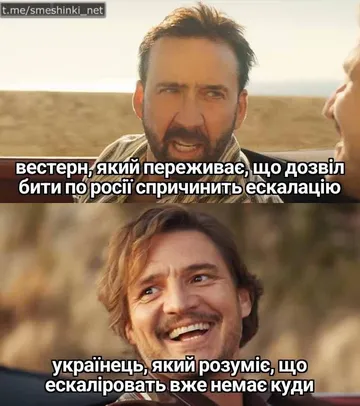 t.me/smeshinki_net
вестерн, який переживає, що дозвіл
бити по росії спричинить ескалацію
українець, який розуміє, що
ескаліровать вже немає куди